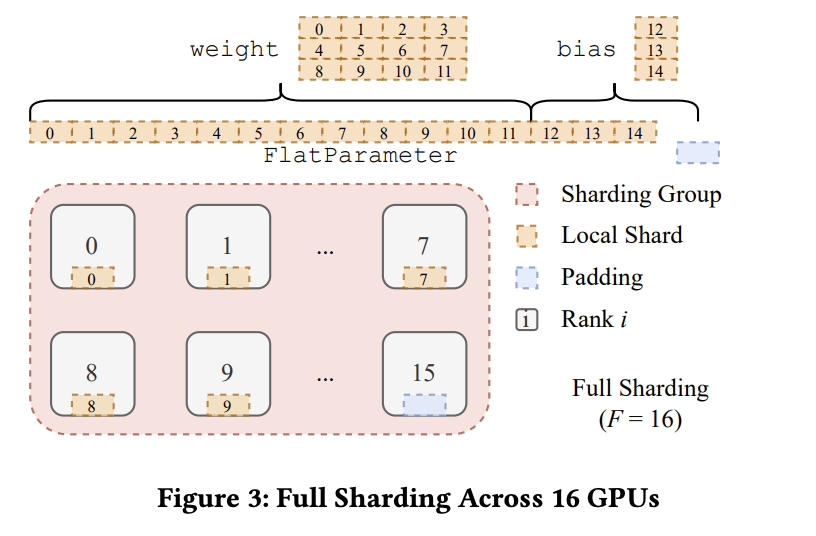 0 1 2 3 12
weight 4 5 6 7 bias 13
8 9 10 11 14
0 1 2 3 4 5 6 7 8 9 10 11 12 13 14
FlatParameter
Sharding Group
Local Shard
Padding
i Rank i
0 1 ... 7
0 1 7
8 9 ... 15
8 9
Full Sharding
(F = 16)
Figure 3: Full Sharding Across 16 GPUs